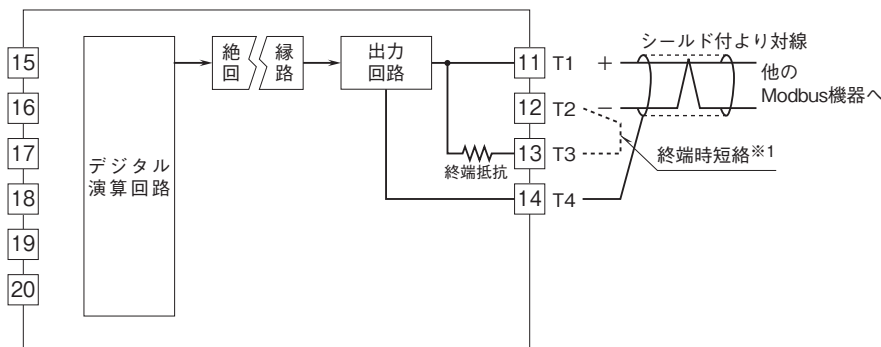 シールド付より対線
15
16
17
18
19
20
デジタル
演算回路
絶 縁
回 路
出力
回路
終端抵抗
11 T1 +
12 T2 −
13 T3
14 T4
他の
Modbus機器へ
終端時短絡※1